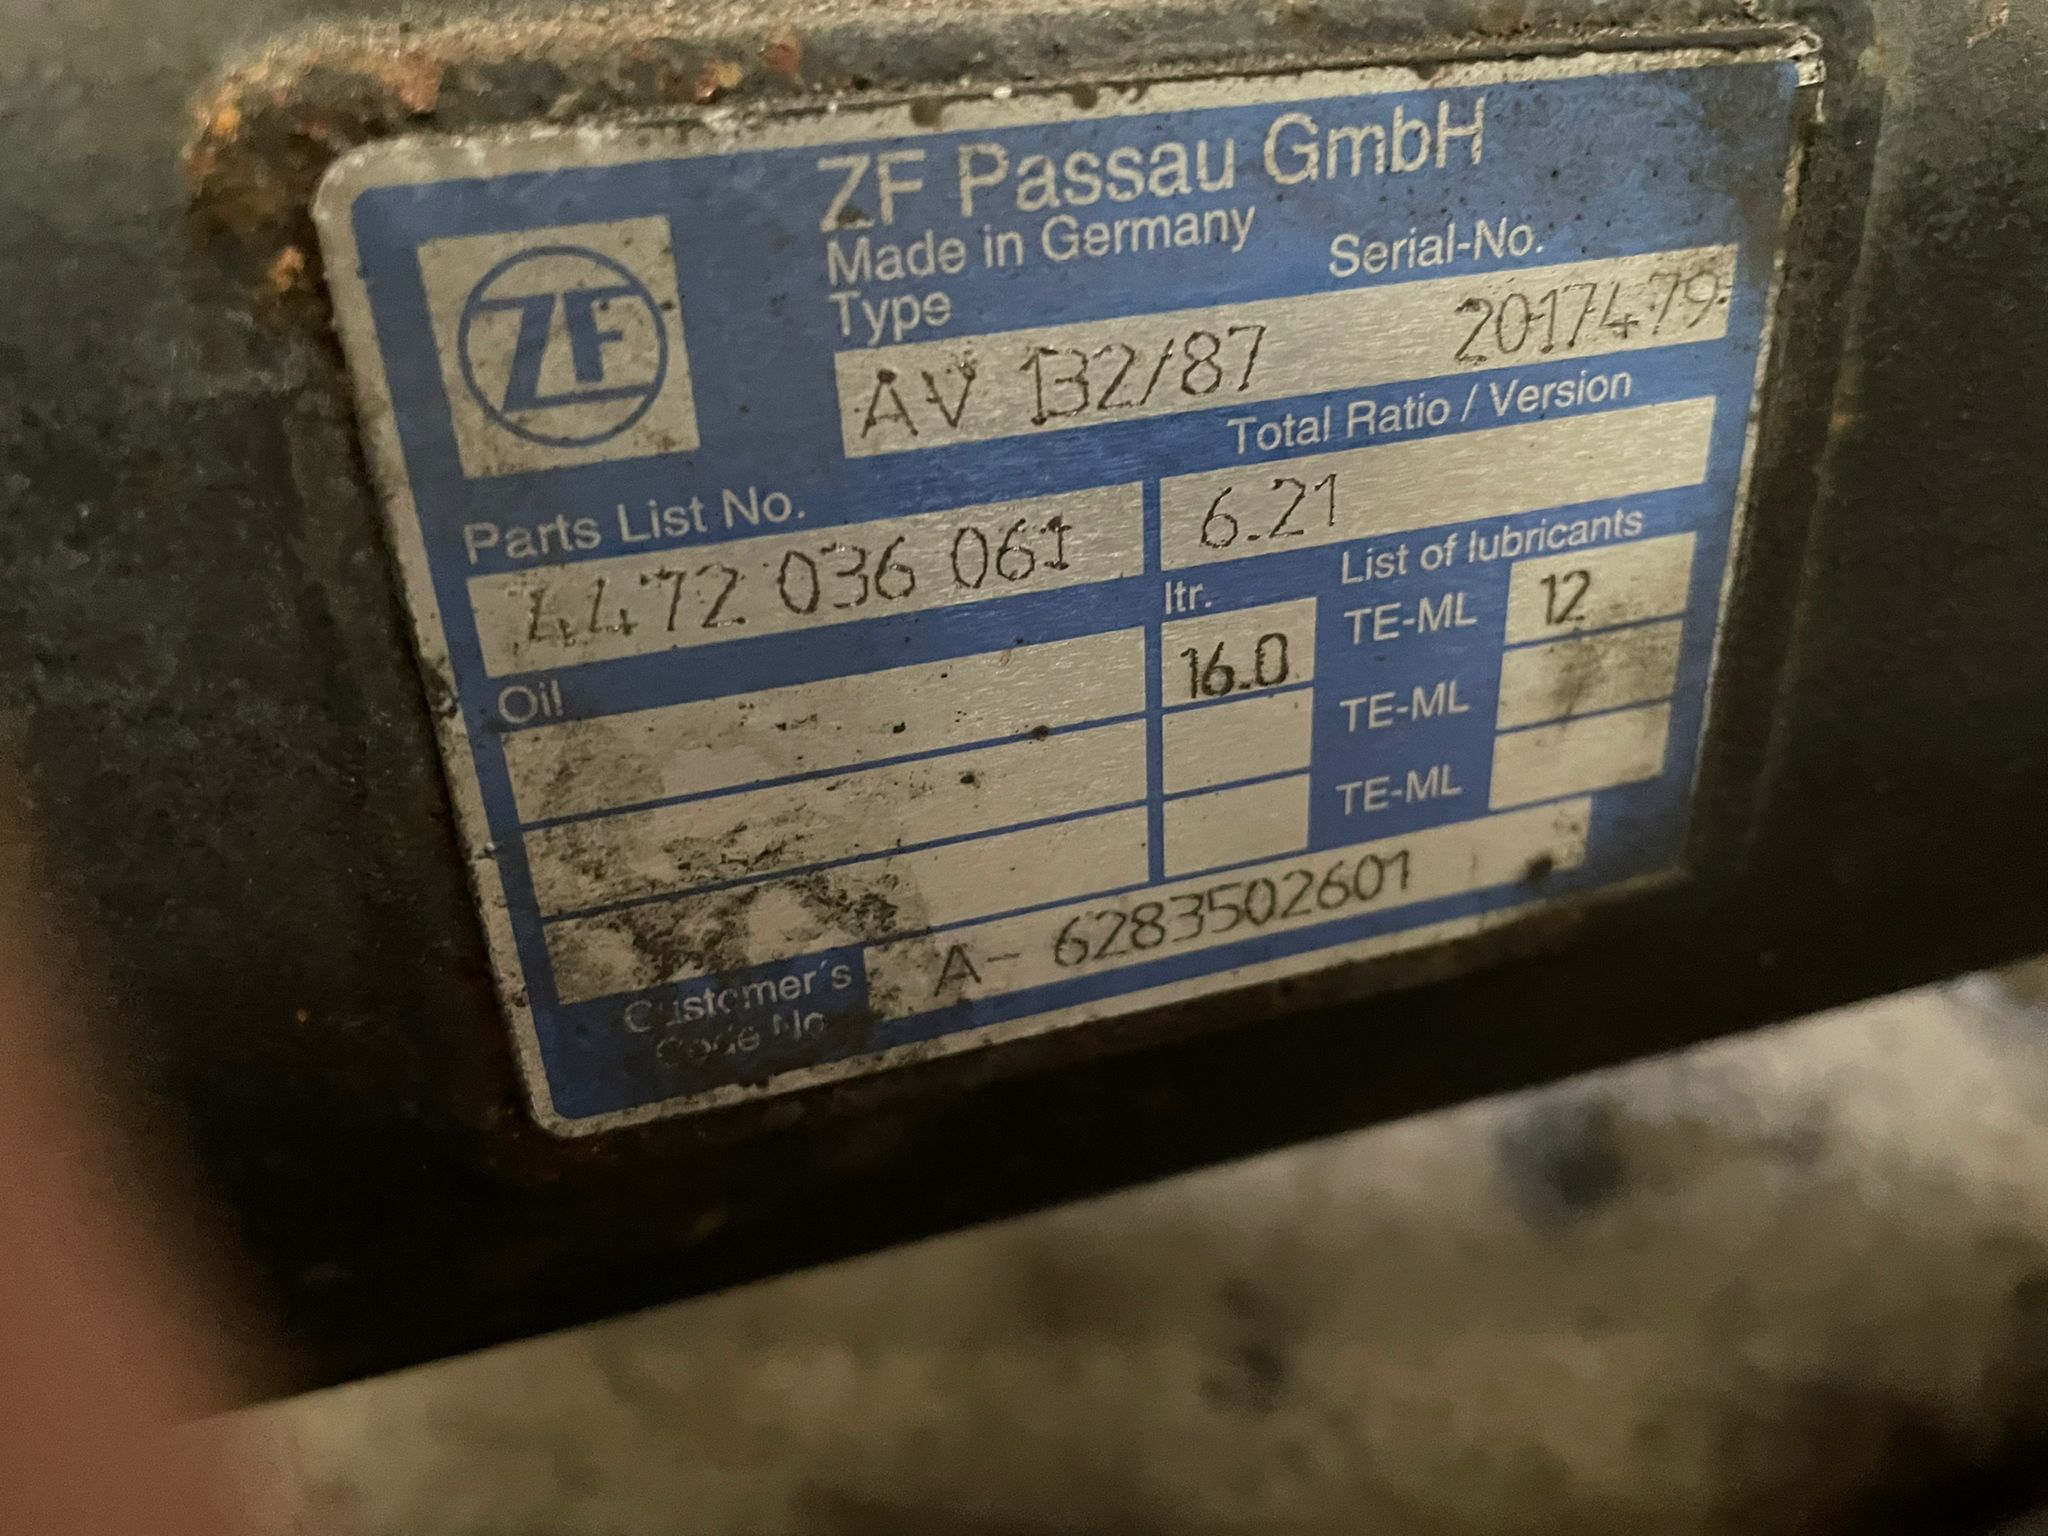 ZF Passau GmbH
ZF
Made in Germany
Type
Serial-No.
AV 132/87
2017479
Total Ratio / Version
Parts List No.
4472 036 061
6.21
ltr.
List of lubricants
Oil
16.0
TE-ML 12
TE-ML
TE-ML
Customer's
Code No.
A- 6283502601